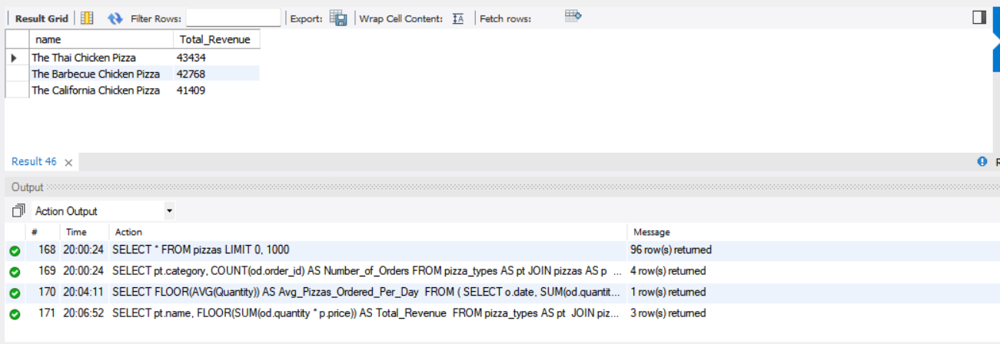 Result Grid Filter Rows: Export: Wrap Cell Content: IA Fetch rows:
name Total_Revenue
The Thai Chicken Pizza 43434
The Barbecue Chicken Pizza 42768
The California Chicken Pizza 41409
Result 46
Output
Action Output
# Time Action Message
168 20:00:24 SELECT * FROM pizzas LIMIT 0, 1000 96 row(s) returned
169 20:00:24 SELECT pt.category, COUNT(od.order_id) AS Number_of_Orders FROM pizza_types AS pt JOIN pizzas AS p ... 4 row(s) returned
170 20:04:11 SELECT FLOOR(AVG(Quantity)) AS Avg_Pizzas_Ordered_Per_Day FROM ( SELECT o.date, SUM(od.quantit... 1 row(s) returned
171 20:06:52 SELECT pt.name, FLOOR(SUM(od.quantity * p.price)) AS Total_Revenue FROM pizza_types AS pt JOIN piz... 3 row(s) returned